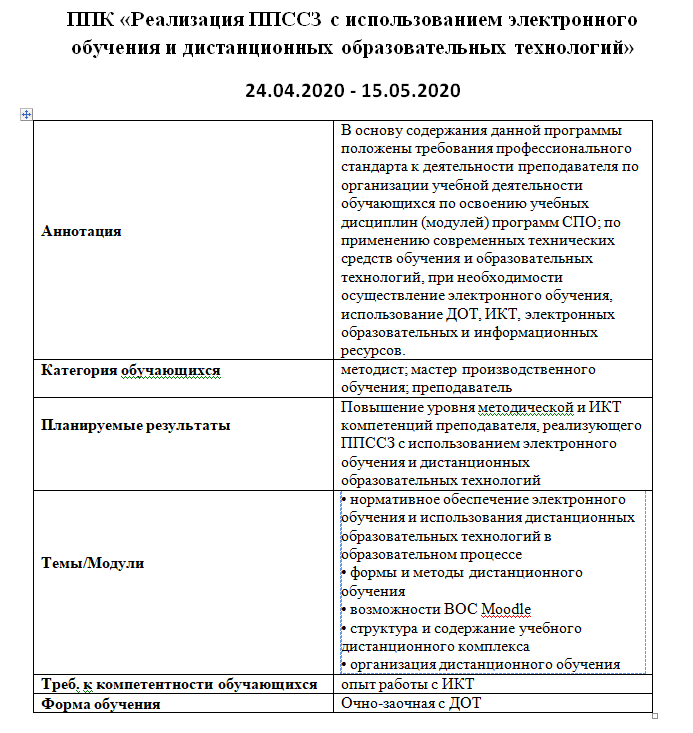 ППК «Реализация ППССЗ с использованием электронного
обучения и дистанционных образовательных технологий»
24.04.2020 - 15.05.2020
Аннотация
В основу содержания данной программы
положены требования профессионального
стандарта к деятельности преподавателя по
организации учебной деятельности
обучающихся по освоению учебных
дисциплин (модулей) программ СПО; по
применению современных технических
средств обучения и образовательных
технологий, при необходимости
осуществление электронного обучения,
использование ДОТ, ИКТ, электронных
образовательных и информационных
ресурсов.
Категория обучающихся
методист; мастер производственного
обучения; преподаватель
Планируемые результаты
Повышение уровня методической и ИКТ
компетенций преподавателя, реализующего
ППССЗ с использованием электронного
обучения и дистанционных
образовательных технологий
Темы/Модули
• нормативное обеспечение электронного
обучения и использования дистанционных
образовательных технологий в
образовательном процессе
• формы и методы дистанционного
обучения
• возможности ВОС Moodle
• структура и содержание учебного
дистанционного комплекса
• организация дистанционного обучения
Треб. к компетентности обучающихся
опыт работы с ИКТ
Форма обучения
Очно-заочная с ДОТ